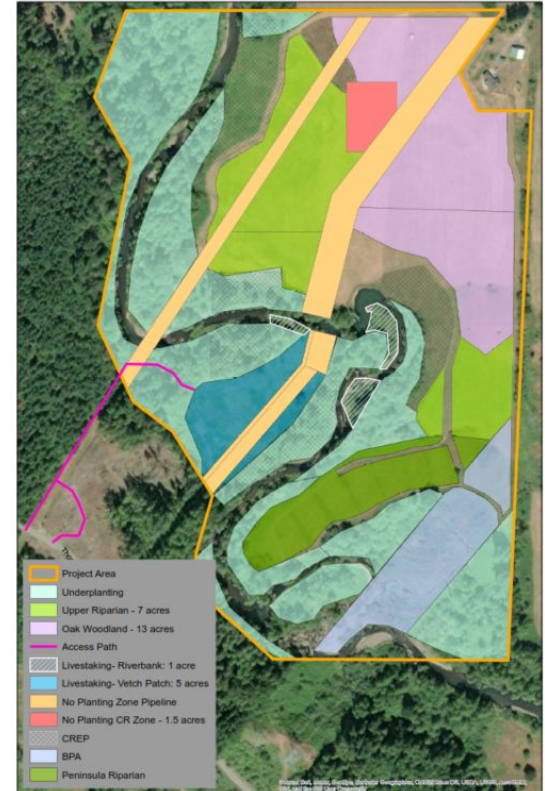 Project Area
Underplanting
Upper Riparian - 7 acres
Oak Woodland - 13 acres
Access Path
Livestaking- Riverbank: 1 acre
Livestaking- Vetch Patch: 5 acres
No Planting Zone Pipeline
No Planting CR Zone - 1.5 acres
CREP
BPA
Peninsula Riparian